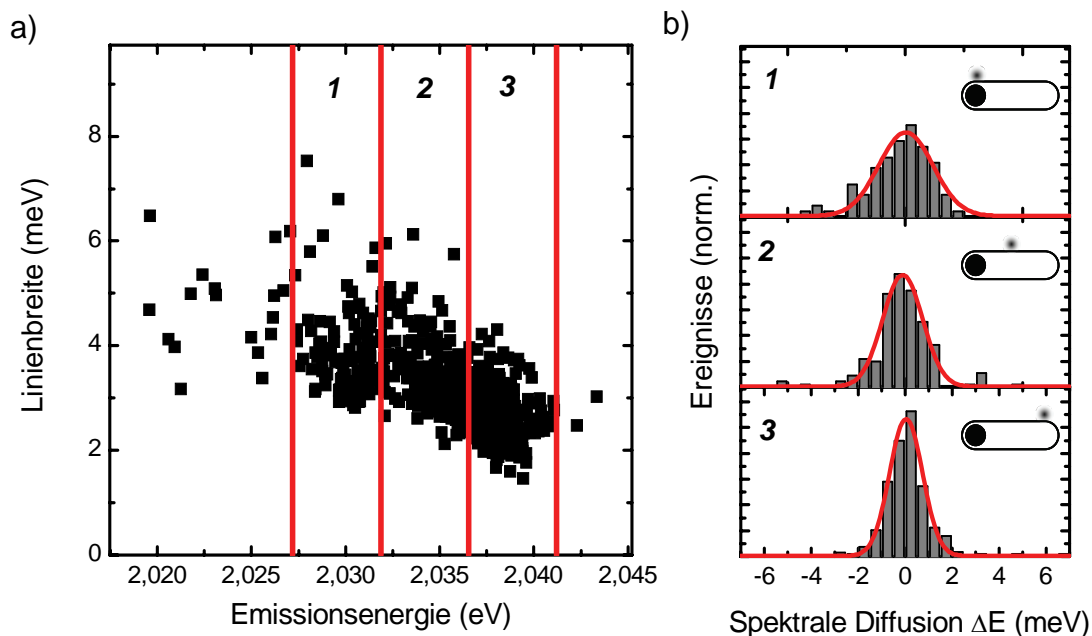 a)
1 2 3
8
6
4
2
0
Linienbreite (meV)
2,020 2,025 2,030 2,035 2,040 2,045
Emissionsenergie (eV)
b)
1
2
3
Ereignisse (norm.)
-6 -4 -2 0 2 4 6
Spektrale Diffusion ΔE (meV)